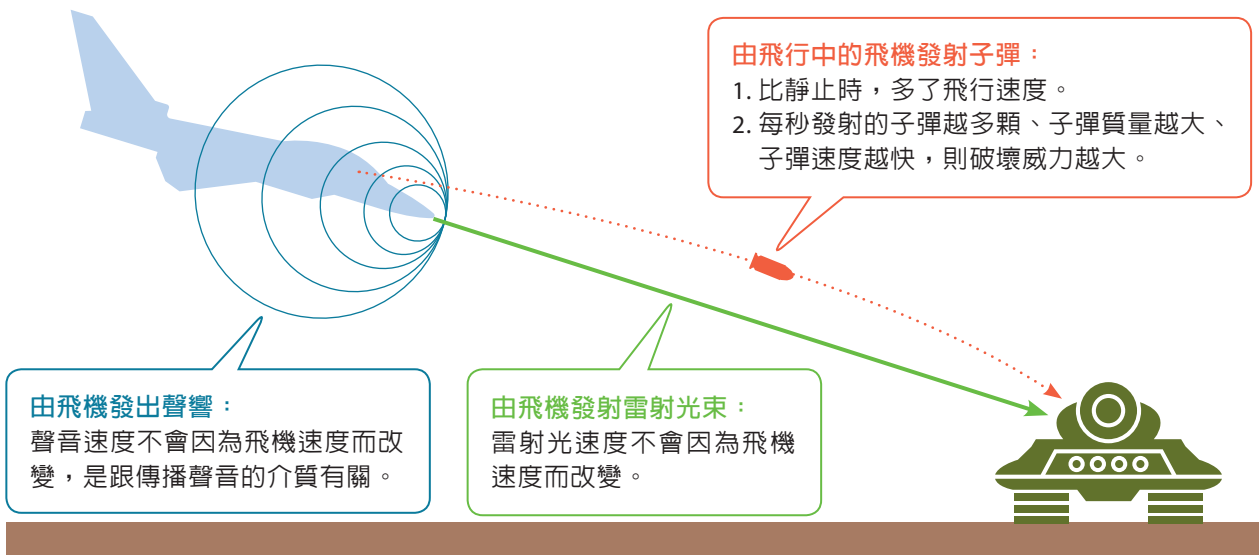 由飛行中的飛機發射子彈：
1. 比靜止時，多了飛行速度。
2. 每秒發射的子彈越多顆、子彈質量越大、
子彈速度越快，則破壞威力越大。
由飛機發出聲響：
聲音速度不會因為飛機速度而改
變，是跟傳播聲音的介質有關。
由飛機發射雷射光束：
雷射光速度不會因為飛機
速度而改變。